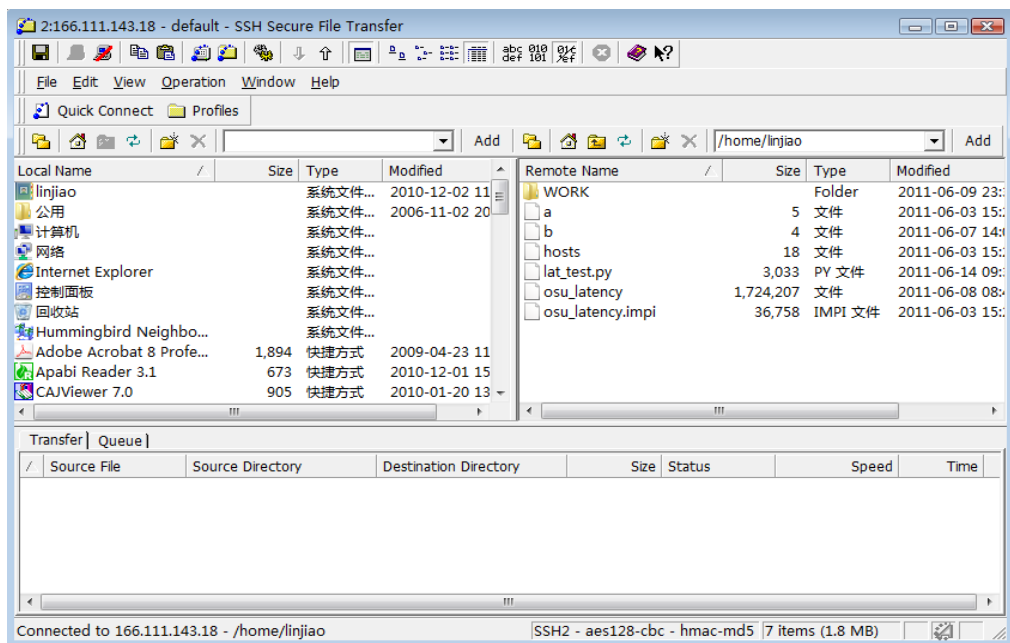 2:166.111.143.18 - default - SSH Secure File Transfer
abc def 010 101
File Edit View Operation Window Help
Quick Connect Profiles
Add /home/linjiao Add
Local Name / Size Type Modified
linjiao 系统文件... 2010-12-02 11
公用 系统文件... 2006-11-02 20
计算机 系统文件...
网络 系统文件...
Internet Explorer 系统文件...
控制面板 系统文件...
回收站 系统文件...
Hummingbird Neighbo... 系统文件...
Adobe Acrobat 8 Profe... 1,894 快捷方式 2009-04-23 11
Apabi Reader 3.1 673 快捷方式 2010-12-01 15
CAJViewer 7.0 905 快捷方式 2010-01-20 13
Remote Name / Size Type Modified
WORK Folder 2011-06-09 23:
a 5 文件 2011-06-03 15:
b 4 文件 2011-06-07 14:
hosts 18 文件 2011-06-03 15:
lat_test.py 3,033 PY 文件 2011-06-14 09:
osu_latency 1,724,207 文件 2011-06-08 08:
osu_latency.impi 36,758 IMPI 文件 2011-06-03 15:
Transfer Queue
/ Source File Source Directory Destination Directory Size Status Speed Time
Connected to 166.111.143.18 - /home/linjiao SSH2 - aes128-cbc - hmac-md5 7 items (1.8 MB)